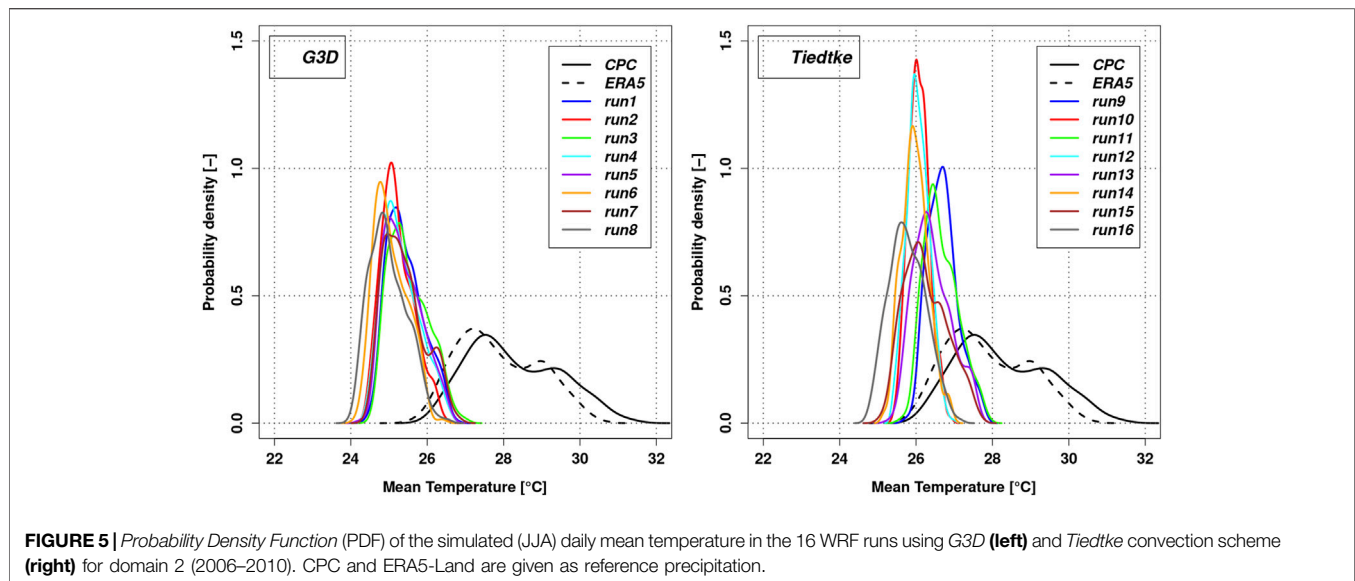 G3D
CPC
ERA5
run1
run2
run3
run4
run5
run6
run7
run8
0.0 0.5 1.0 1.5
Probability density [–]
22 24 26 28 30 32
Mean Temperature [°C]
Tiedtke
CPC
ERA5
run9
run10
run11
run12
run13
run14
run15
run16
0.0 0.5 1.0 1.5
Probability density [–]
22 24 26 28 30 32
Mean Temperature [°C]
FIGURE 5 | Probability Density Function (PDF) of the simulated (JJA) daily mean temperature in the 16 WRF runs using G3D (left) and Tiedtke convection scheme
(right) for domain 2 (2006–2010). CPC and ERA5-Land are given as reference precipitation.